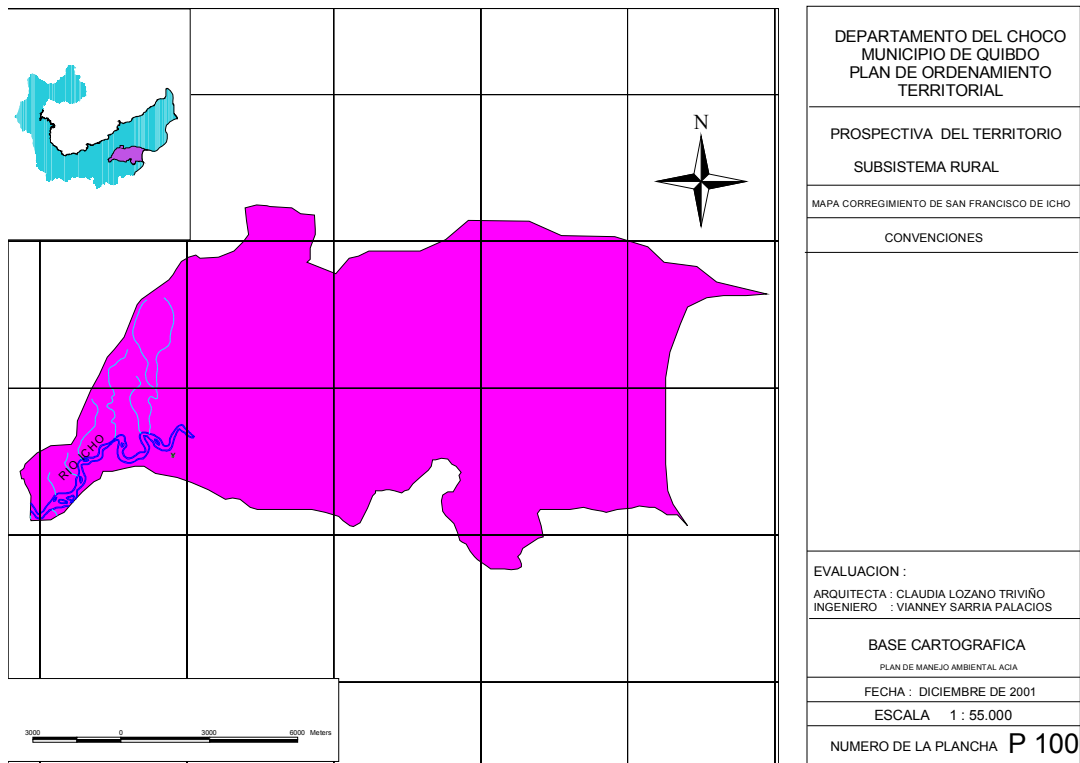 N
RIO ICHO
3000 0 3000 6000 Meters
DEPARTAMENTO DEL CHOCO
MUNICIPIO DE QUIBDO
PLAN DE ORDENAMIENTO
TERRITORIAL
PROSPECTIVA DEL TERRITORIO
SUBSISTEMA RURAL
MAPA CORREGIMIENTO DE SAN FRANCISCO DE ICHO
CONVENCIONES
EVALUACION :
ARQUITECTA : CLAUDIA LOZANO TRIVIÑO
INGENIERO : VIANNEY SARRIA PALACIOS
BASE CARTOGRAFICA
PLAN DE MANEJO AMBIENTAL ACIA
FECHA : DICIEMBRE DE 2001
ESCALA 1 : 55.000
NUMERO DE LA PLANCHA P 100